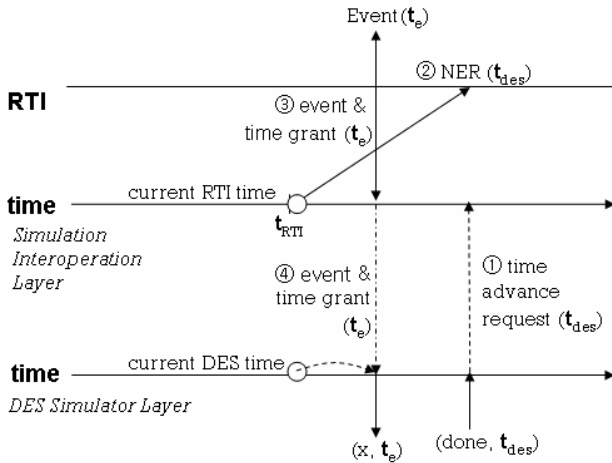 Event(te)
② NER (tdes)
RTI
③ event &
time grant (te)
current RTI time
time
tRTI
Simulation
Interoperation
Layer
④ event &
time grant
(te)
① time
advance
request (tdes)
current DES time
time
DES Simulator Layer
(x, te)
(done, tdes)